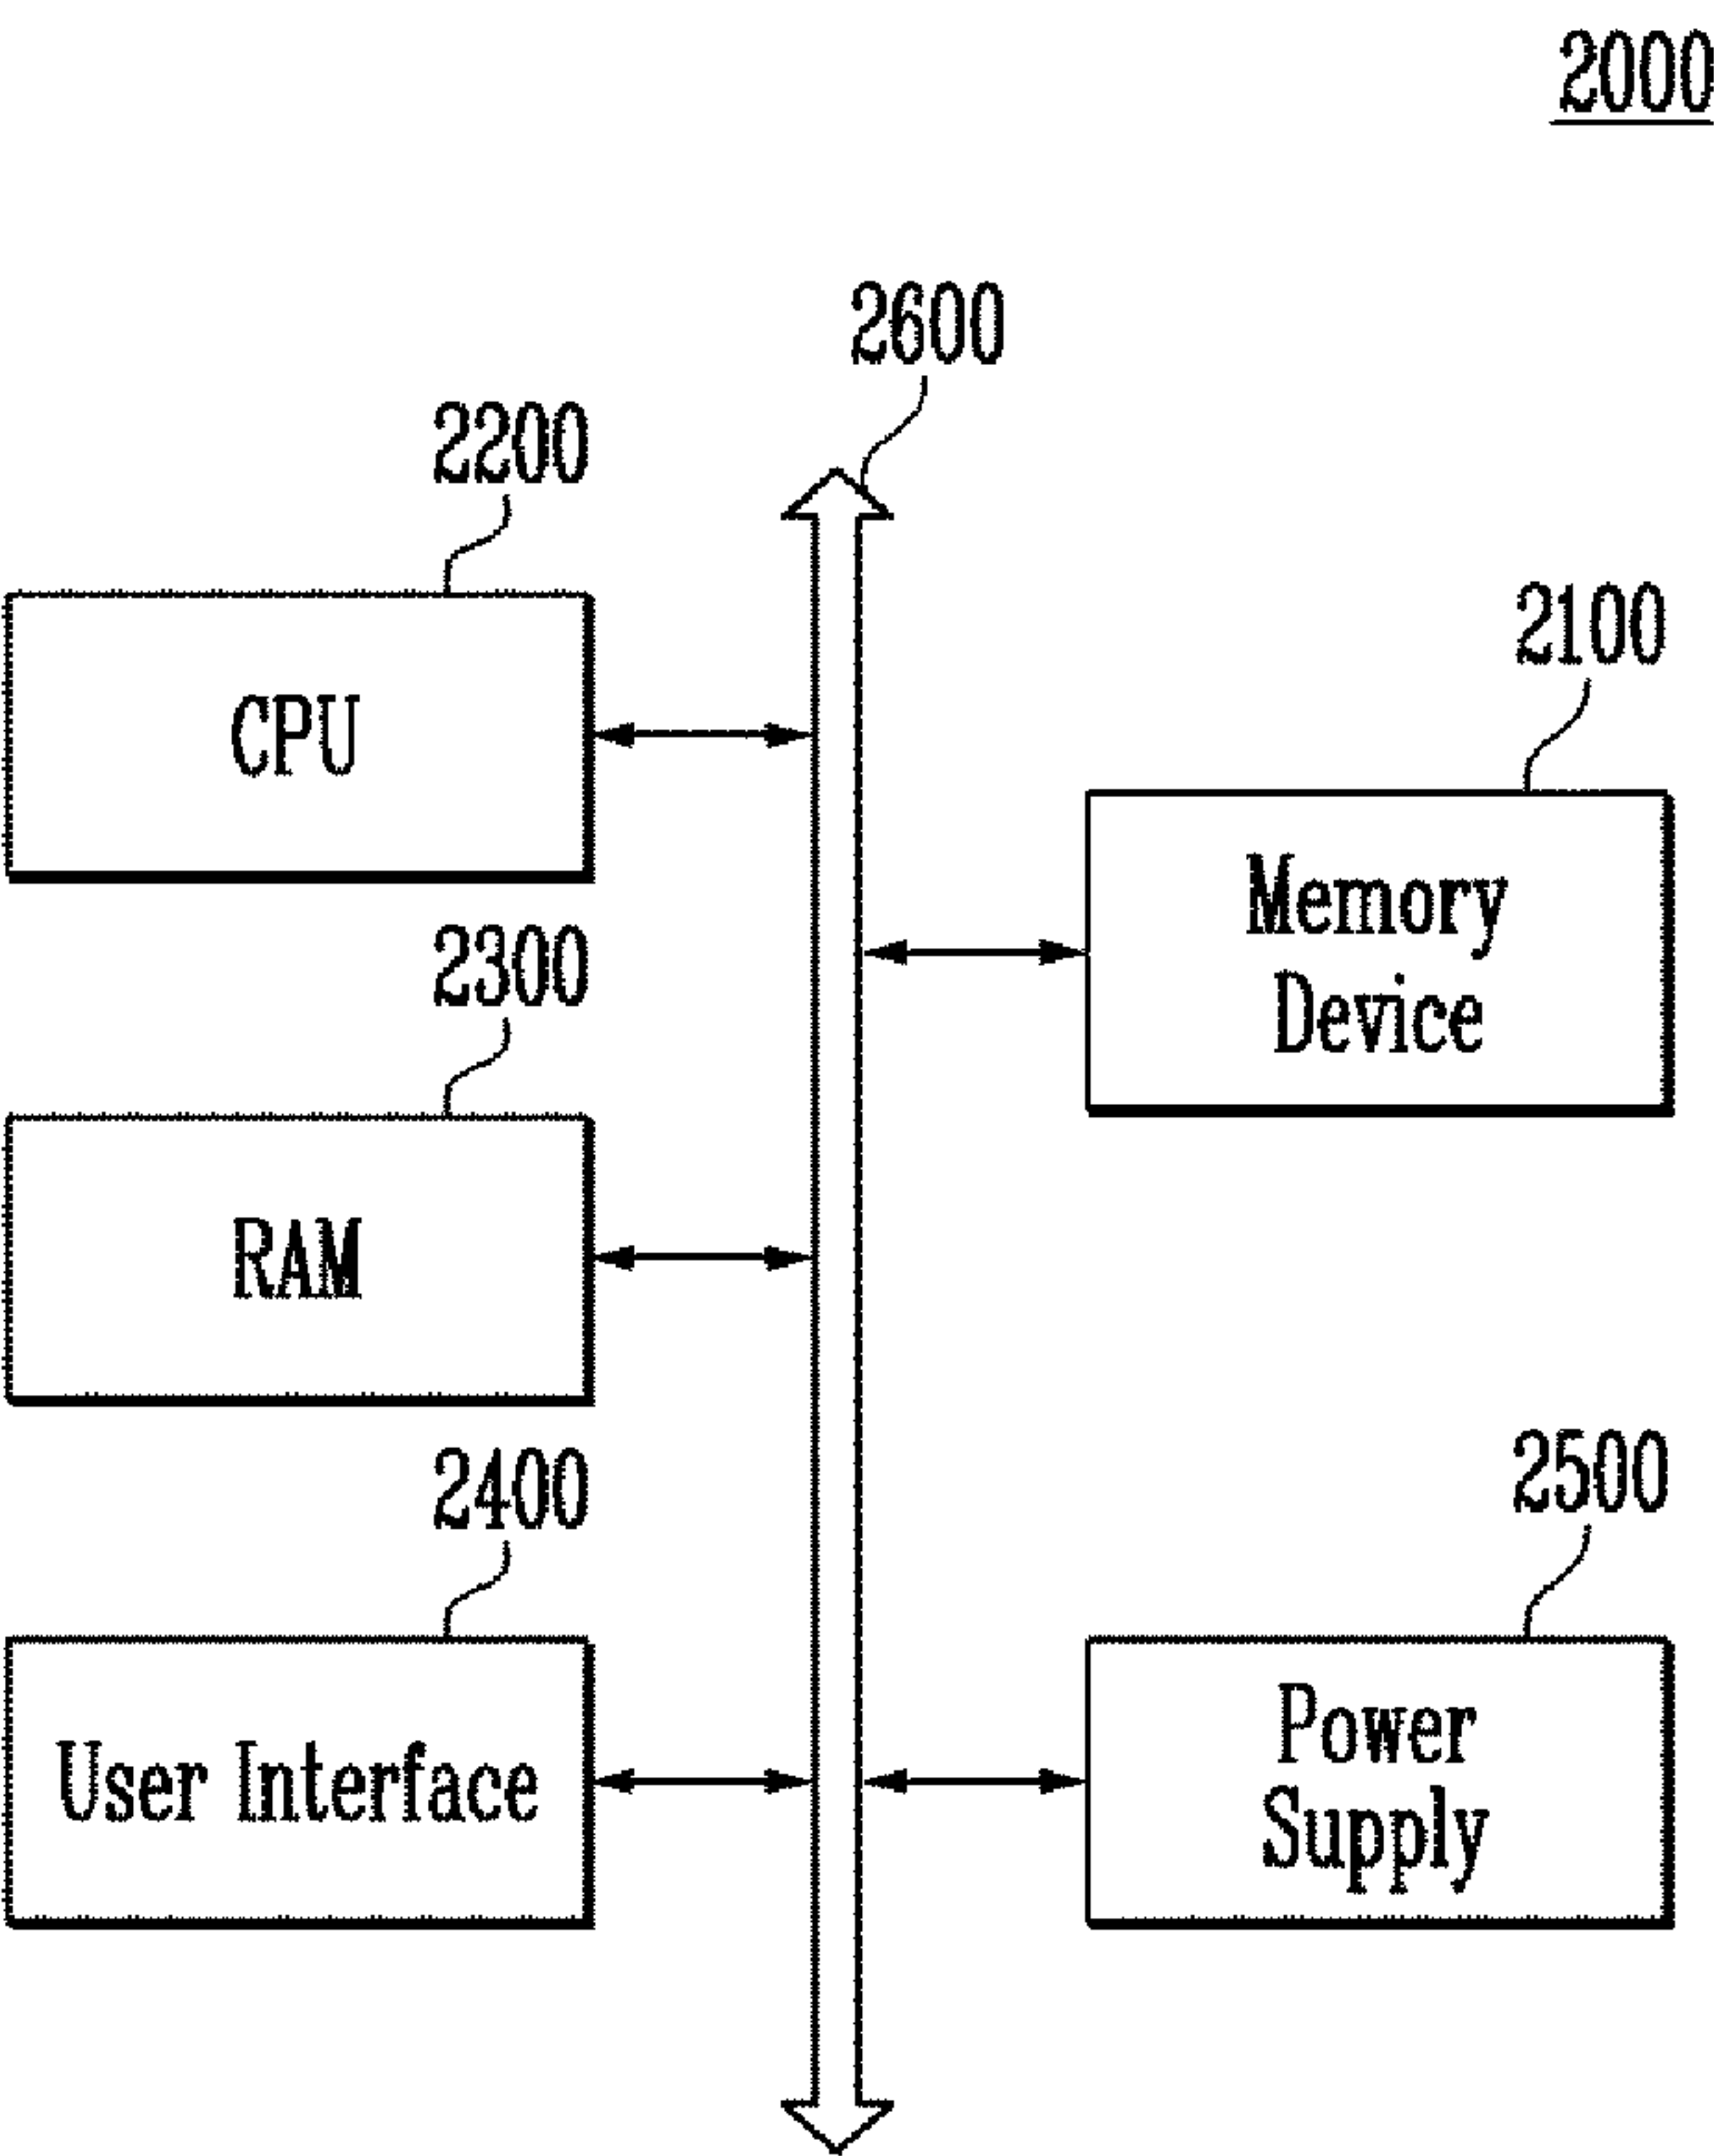 2000
2600
2200
CPU
2100
Memory
Device
2300
RAM
2400
User Interface
2500
Power
Supply